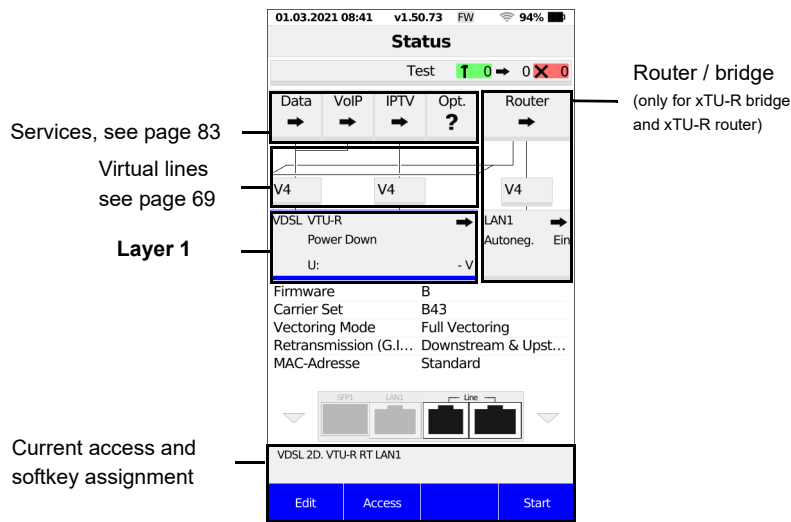 01.03.2021 08:41 v1.50.73 FW 94%
Status
Test 0 0 0
Data VoIP IPTV Opt. Router
?
Router / bridge
(only for xTU-R bridge
and xTU-R router)
Services, see page 83
Virtual lines
see page 69
V4 V4 V4
Layer 1
VDSL VTU-R
Power Down
U: - V
LAN1
Autoneg. Ein
Firmware B
Carrier Set B43
Vectoring Mode Full Vectoring
Retransmission (G.I... Downstream & Upst...
MAC-Adresse Standard
SFP1 LAN1 Line
Current access and
softkey assignment
VDSL 2D. VTU-R RT LAN1
Edit Access Start